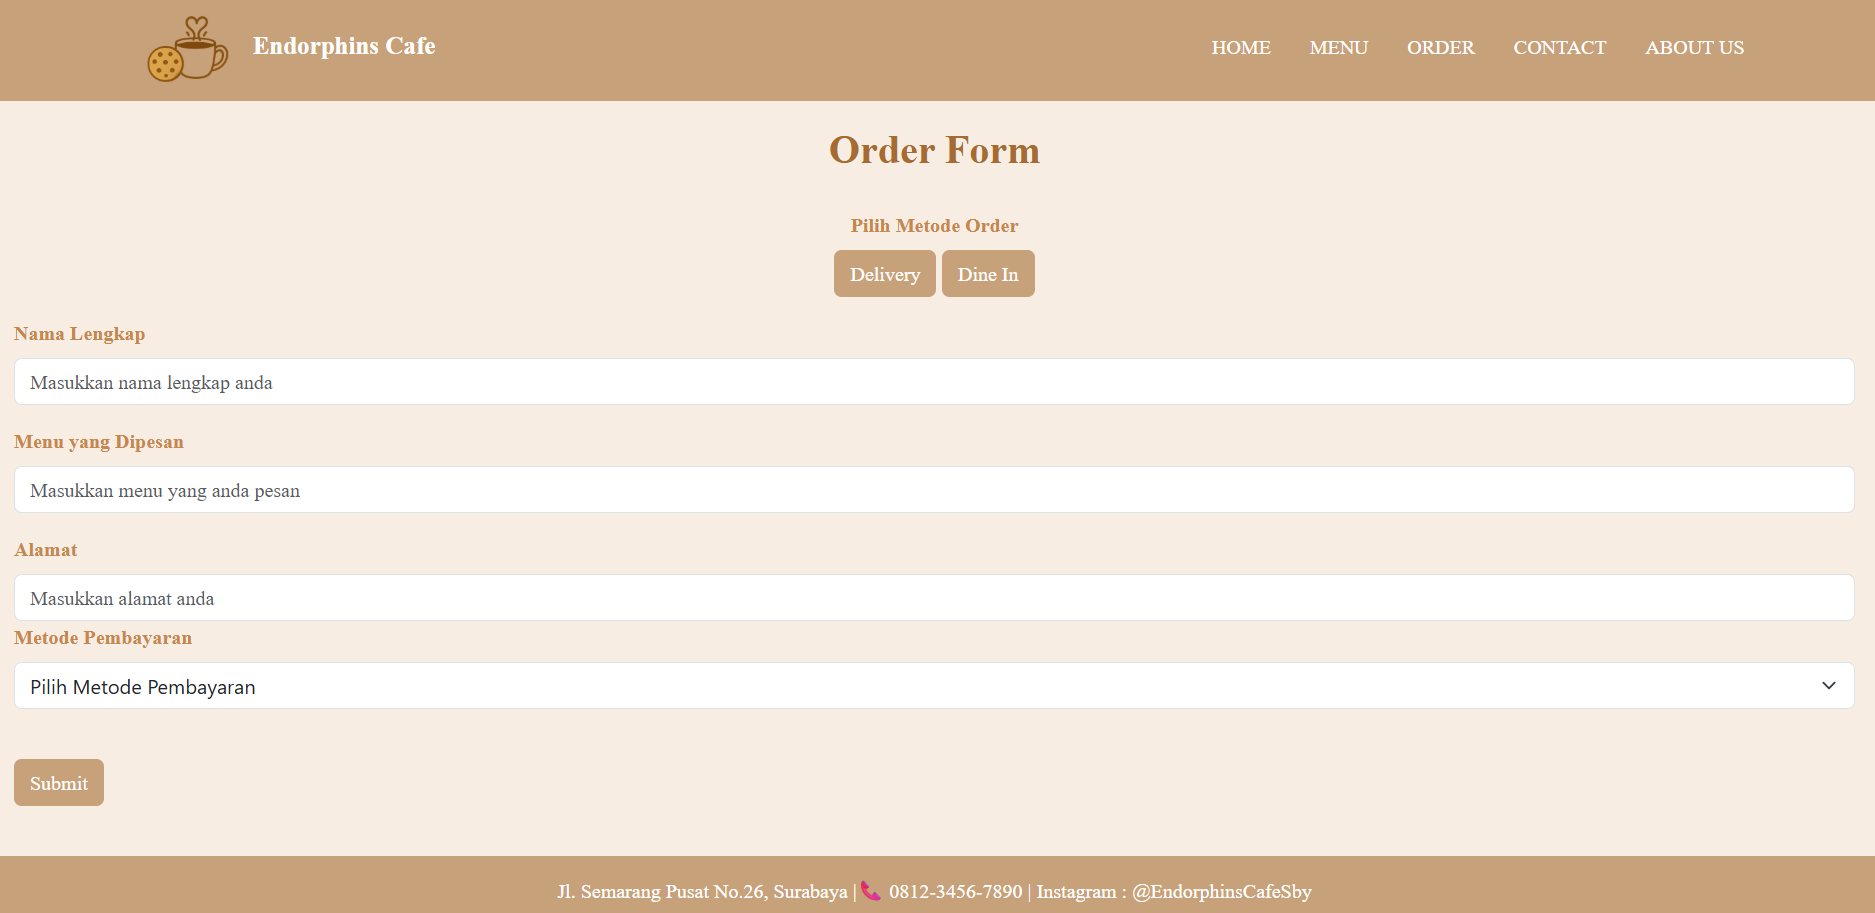 Endorphins Cafe
HOME MENU ORDER CONTACT ABOUT US
Order Form
Pilih Metode Order
Delivery Dine In
Nama Lengkap
Masukkan nama lengkap anda
Menu yang Dipesan
Masukkan menu yang anda pesan
Alamat
Masukkan alamat anda
Metode Pembayaran
Pilih Metode Pembayaran
Submit
Jl. Semarang Pusat No.26, Surabaya |📞 0812-3456-7890 | Instagram : @EndorphinsCafeSby